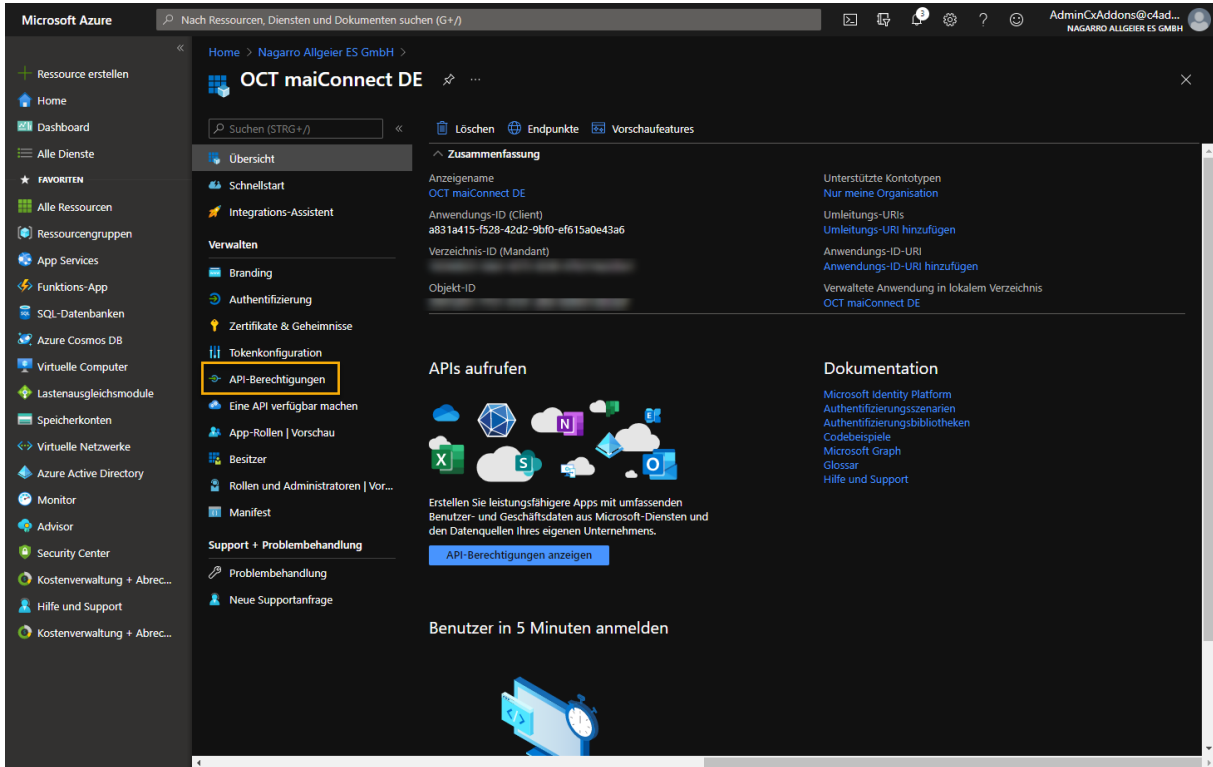 Microsoft Azure
Nach Ressourcen, Diensten und Dokumenten suchen (G+/)
AdminCxAddons@c4ad...
NAGARRO ALLGEIER ES GMBH
Ressource erstellen
Home
Dashboard
Alle Dienste
FAVORITEN
Alle Ressourcen
Ressourcengruppen
App Services
Funktions-App
SQL-Datenbanken
Azure Cosmos DB
Virtuelle Computer
Lastenausgleichsmodule
Speicherkonten
Virtuelle Netzwerke
Azure Active Directory
Monitor
Advisor
Security Center
Kostenverwaltung + Abrec...
Hilfe und Support
Kostenverwaltung + Abrec...
Home > Nagarro Allgeier ES GmbH >
OCT maiConnect DE
Suchen (STRG+/)
Übersicht
Schnellstart
Integrations-Assistent
Verwalten
Branding
Authentifizierung
Zertifikate & Geheimnisse
Tokenkonfiguration
API-Berechtigungen
Eine API verfügbar machen
App-Rollen | Vorschau
Besitzer
Rollen und Administratoren | Vor...
Manifest
Support + Problembehandlung
Problembehandlung
Neue Supportanfrage
Löschen Endpunkte Vorschaufeatures
Zusammenfassung
Anzeigename
OCT maiConnect DE
Anwendungs-ID (Client)
a831a415-f528-42d2-9bf0-ef615a0e43a6
Verzeichnis-ID (Mandant)
Objekt-ID
Unterstützte Kontotypen
Nur meine Organisation
Umleitungs-URIs
Umleitungs-URI hinzufügen
Anwendungs-ID-URI
Anwendungs-ID-URI hinzufügen
Verwaltete Anwendung in lokalem Verzeichnis
OCT maiConnect DE
APIs aufrufen
N
E
X
S
O
Erstellen Sie leistungsfähigere Apps mit umfassenden
Benutzer- und Geschäftsdaten aus Microsoft-Diensten und
den Datenquellen Ihres eigenen Unternehmens.
API-Berechtigungen anzeigen
Dokumentation
Microsoft Identity Platform
Authentifizierungsszenarien
Authentifizierungsbibliotheken
Codebeispiele
Microsoft Graph
Glossar
Hilfe und Support
Benutzer in 5 Minuten anmelden